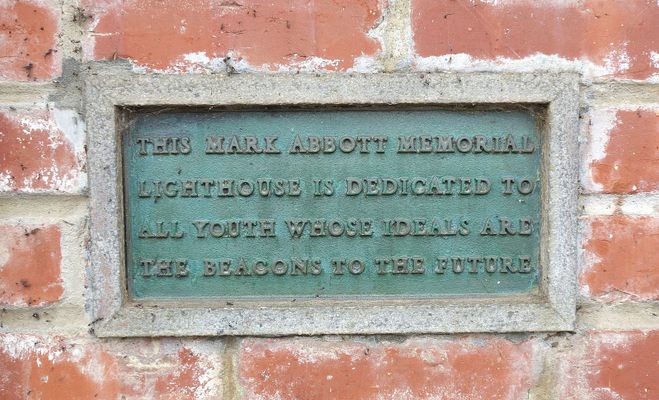 THIS MARK ABBOTT MEMORIAL
LIGHTHOUSE IS DEDICATED TO
ALL YOUTH WHOSE IDEALS ARE
THE BEACONS TO THE FUTURE